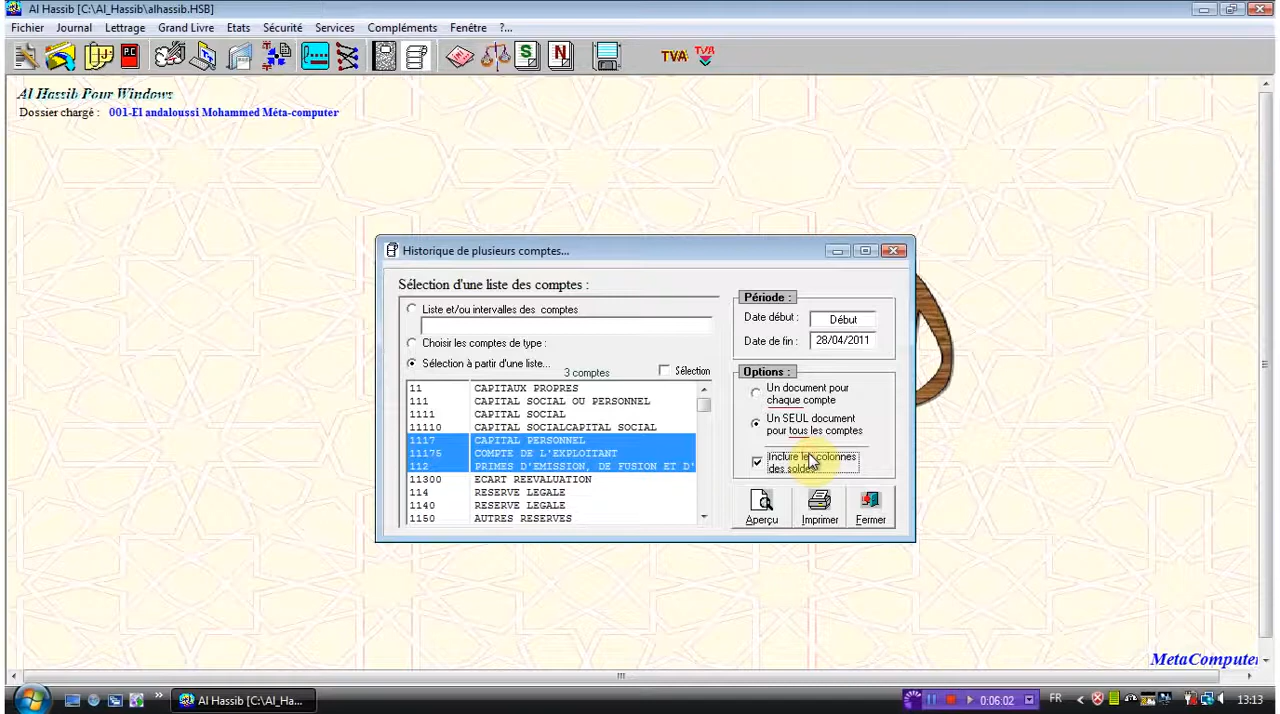 Al Hassib [C:\Al_Hassib\alhassib.HSB]
Fichier Journal Lettrage Grand Livre Etats Sécurité Services Compléments Fenêtre ?...
P.C S N TVA TVA
Al Hassib Pour Windows
Dossier chargé : 001-El andaloussi Mohammed Méta-computer
Historique de plusieurs comptes...
Sélection d'une liste des comptes :
Liste et/ou intervalles des comptes
Choisir les comptes de type :
Sélection à partir d'une liste...
3 comptes
Sélection
11 CAPITAUX PROPRES
111 CAPITAL SOCIAL OU PERSONNEL
1111 CAPITAL SOCIAL
11110 CAPITAL SOCIALCAPITAL SOCIAL
1117 CAPITAL PERSONNEL
11175 COMPTE DE L'EXPLOITANT
112 PRIMES D'EMISSION, DE FUSION ET D'
11300 ECART REEVALUATION
114 RESERVE LEGALE
1140 RESERVE LEGALE
1150 AUTRES RESERVES
Période :
Date début : Début
Date de fin : 28/04/2011
Options :
Un document pour
chaque compte
Un SEUL document
pour tous les comptes
Inclure les colonnes
des soldes
Aperçu Imprimer Fermer
MetaComputer
Al Hassib [C:\Al_Ha...
0:06:02
FR
13:13